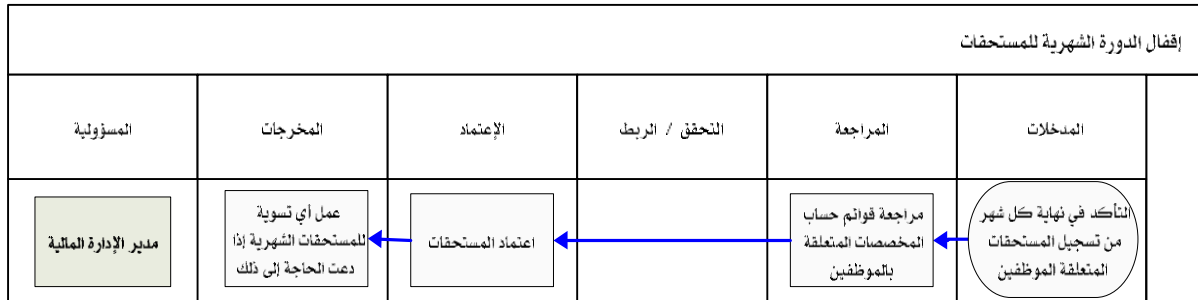 إقفال الدورة الشهرية للمستحقات
المدخلات
المراجعة
التحقق / الربط
الإعتماد
المخرجات
المسؤولية
التأكد في نهاية كل شهر
من تسجيل المستحقات
المتعلقة الموظفين
مراجعة قوائم حساب
المخصصات المتعلقة
بالموظفين
اعتماد المستحقات
عمل أي تسوية
للمستحقات الشهرية إذا
دعت الحاجة إلى ذلك
مدير الإدارة المالية